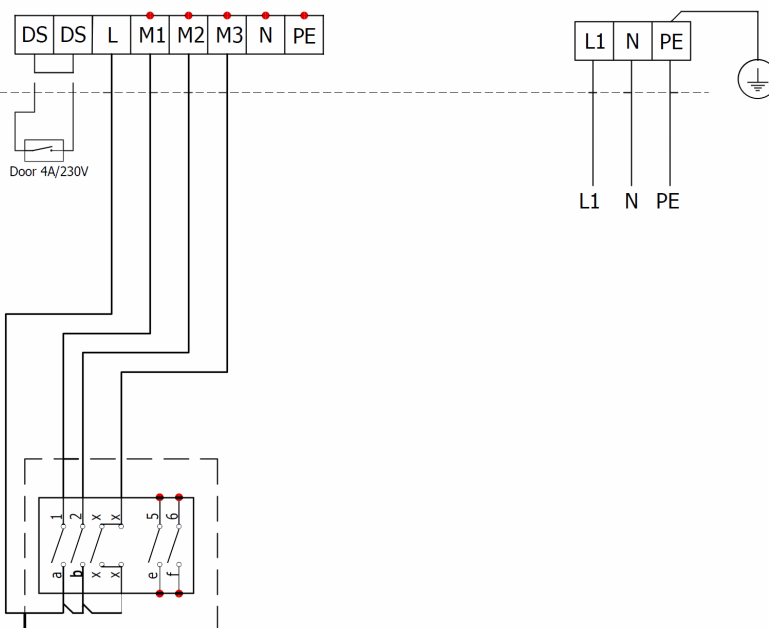 DS DS L M1 M2 M3 N PE
L1 N PE
Door 4A/230V
L1 N PE
1 2 x x 5 6
a b x x e f